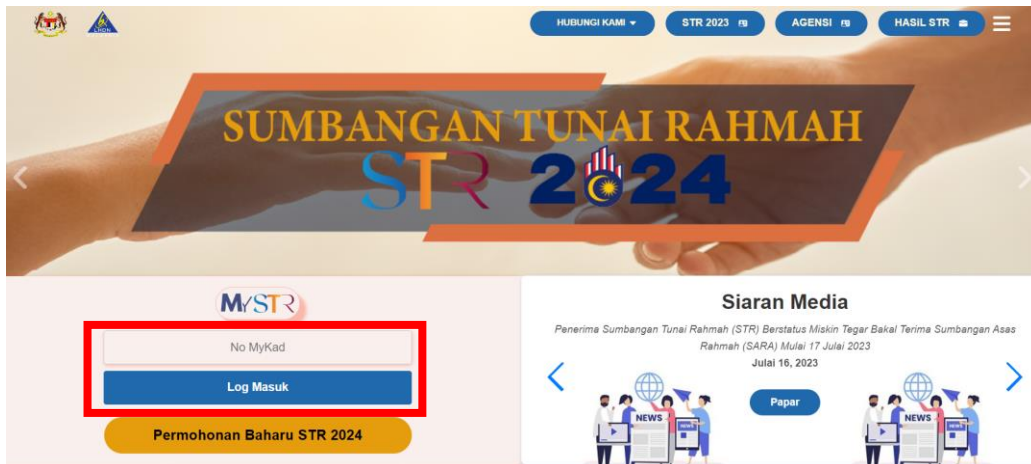 HUBUNGI KAMI
STR 2023
AGENSI
HASiL STR
SUMBANGAN TUNAI RAHMAH
STR 2024
MYSTR
No MyKad
Log Masuk
Permohonan Baharu STR 2024
Siaran Media
Penerima Sumbangan Tunai Rahmah (STR) Berstatus Miskin Tegar Bakal Terima Sumbangan Asas
Rahmah (SARA) Mulai 17 Julai 2023
Julai 16, 2023
Papar
NEWS
NEWS
NEWS
NEWS